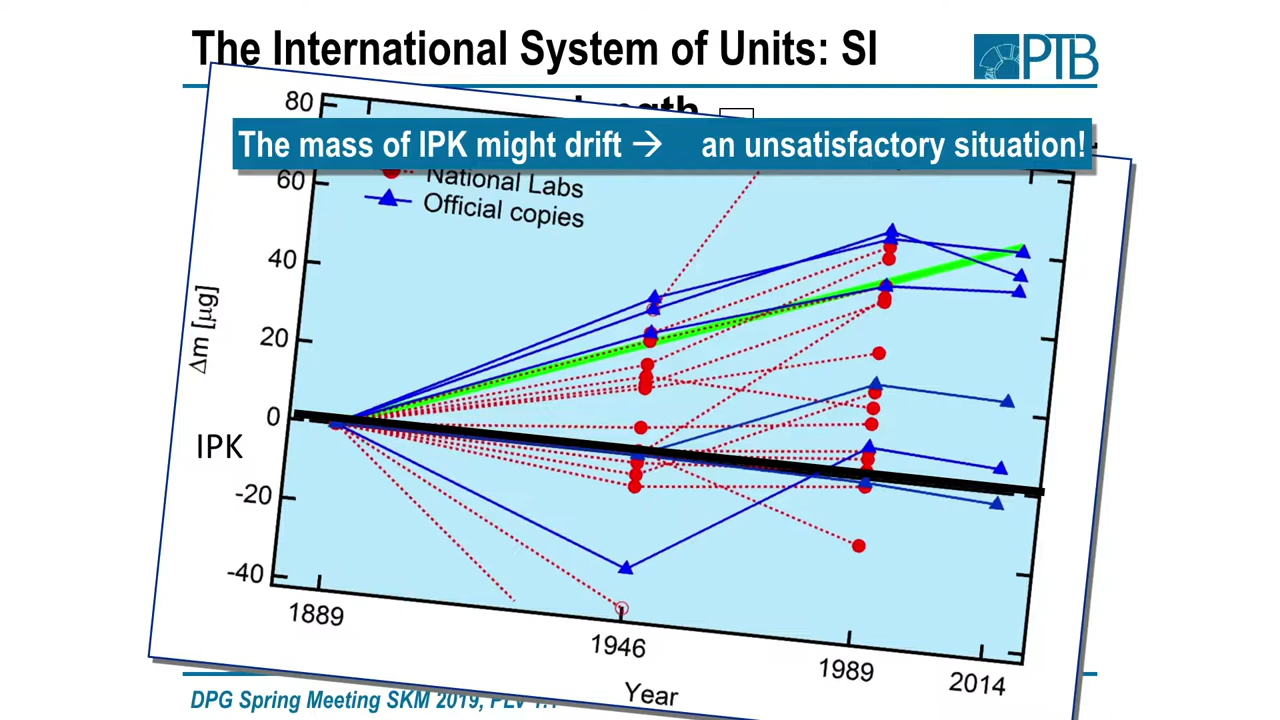 The International System of Units: SI
PTB
The mass of IPK might drift → an unsatisfactory situation!
National Labs
Official copies
80
60
40
20
0
-20
-40
Δm [µg]
IPK
1889
1946
1989
2014
Year
DPG Spring Meeting SKM 2019,